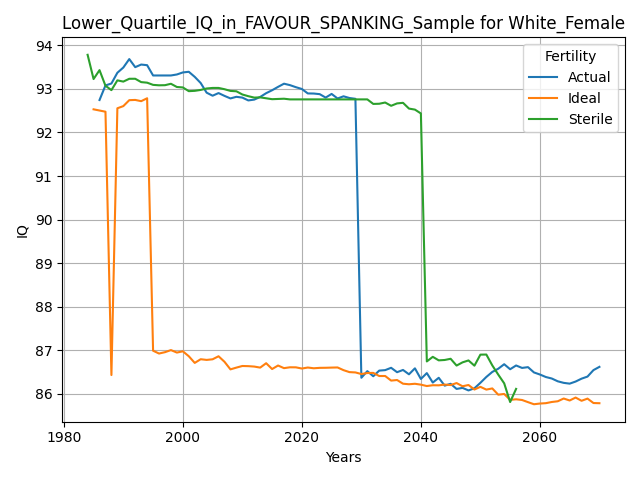 Lower_Quartile_IQ_in_FAVOUR_SPANKING_Sample for White_Female
Fertility
Actual
Ideal
Sterile
94
93
92
91
90
89
88
87
86
IQ
1980
2000
2020
2040
2060
Years